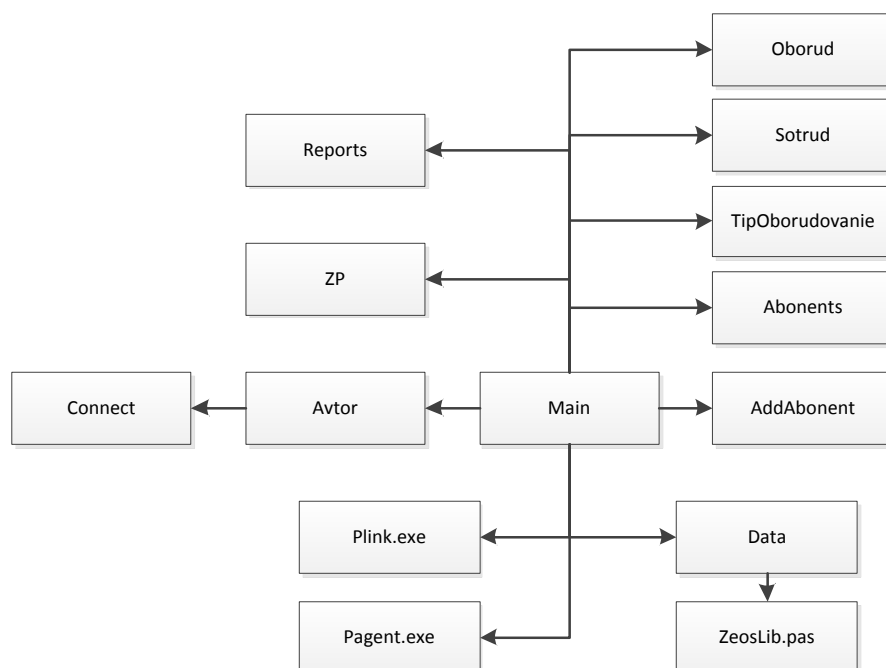 Oborud
Sotrud
Reports
TipOborudovanie
ZP
Abonents
Connect
Avtor
Main
AddAbonent
Plink.exe
Data
Pagent.exe
ZeosLib.pas